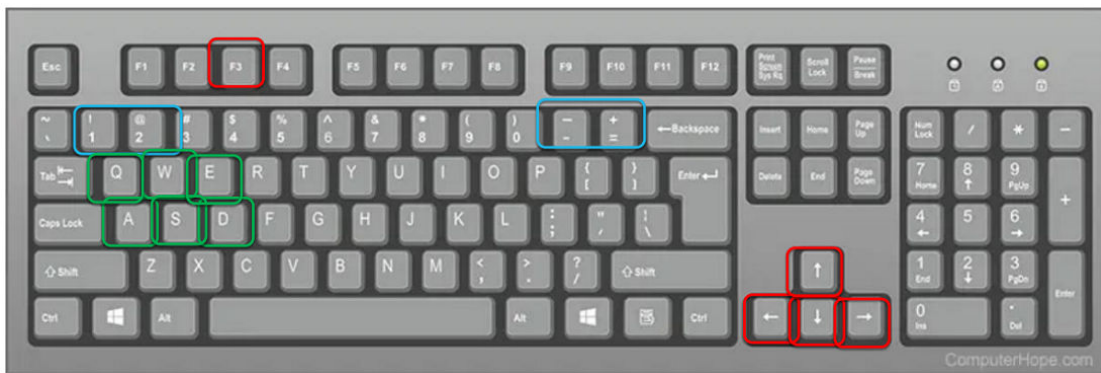 Esc F1 F2 F3 F4 F5 F6 F7 F8 F9 F10 F11 F12 Print Screen Sys Rq Scroll Lock Pause Break
~ ` ! 1 @ 2 # 3 $ 4 % 5 ^ 6 & 7 * 8 ( 9 ) 0 _ - + = ←Backspace Insert Home Page Up Num Lock / * -
Tab Q W E R T Y U I O P { [ } ] Enter ↵ Delete End Page Down 7 Home 8 ↑ 9 PgUp +
Caps Lock A S D F G H J K L : ; " ' | \ 4 ← 5 6 →
⇧ Shift Z X C V B N M < , > . ? / ⇧ Shift ↑ 1 End 2 ↓ 3 PgDn Enter
Ctrl Alt Alt Ctrl ← ↓ → 0 Ins . Del
ComputerHope.com